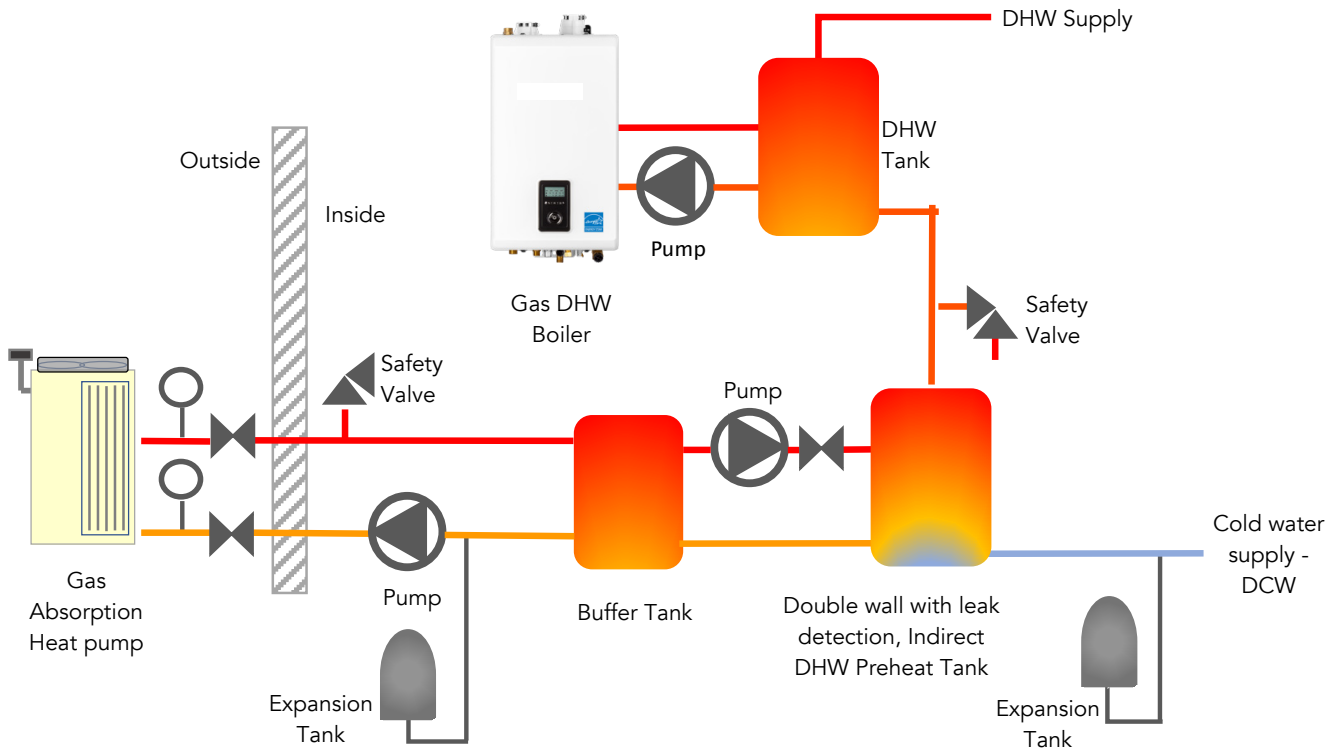 DHW Supply
DHW
Tank
Outside
Inside
Pump
Gas DHW
Boiler
Safety
Valve
Safety
Valve
Pump
Cold water
supply -
DCW
Gas
Absorption
Heat pump
Pump
Buffer Tank
Double wall with leak
detection, Indirect
DHW Preheat Tank
Expansion
Tank
Expansion
Tank